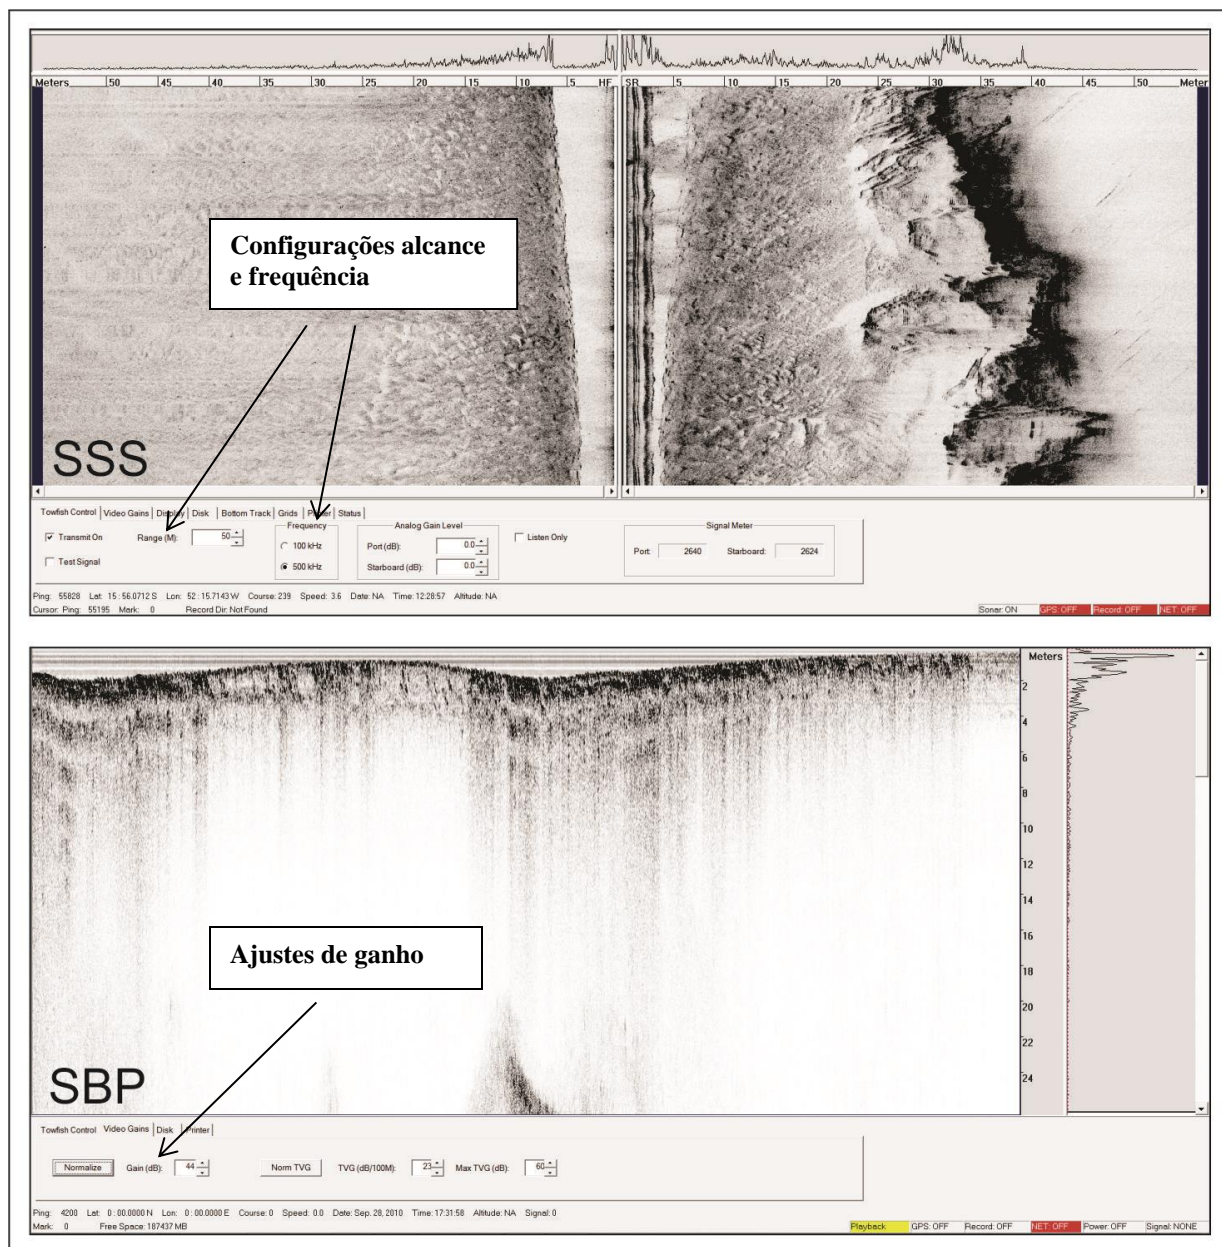 Meters 50 45 40 35 30 25 20 15 10 5 HF SR 5 10 15 20 25 30 35 40 45 50 Meter
Configurações alcance
e frequência
SSS
Towfish Control Video Gains Display Disk Bottom Track Grids Printer Status
Frequency Analog Gain Level Signal Meter
Transmit On Range (M): 50 100 kHz Port (dB): 0.0 Listen Only
Port: 2640 Starboard: 2624
Test Signal 500 kHz Starboard (dB): 0.0
Ping: 55828 Lat: 15 : 56.0712 S Lon: 52 : 15.7143 W Course: 239 Speed: 3.6 Date: NA Time: 12:28:57 Altitude: NA
Cursor: Ping: 55195 Mark: 0 Record Dir: Not Found Sonar: ON GPS: OFF Record: OFF NET: OFF
Meters
2
4
6
8
10
12
14
16
18
20
22
24
Ajustes de ganho
SBP
Towfish Control Video Gains Disk Printer
Normalize Gain (dB): 44 Norm TVG TVG (dB/100M): 23 Max TVG (dB): 60
Ping: 4200 Lat: 0 : 00.0000 N Lon: 0 : 00.0000 E Course: 0 Speed: 0.0 Date: Sep. 28, 2010 Time: 17:31:58 Altitude: NA Signal: 0
Mark: 0 Free Space: 187437 MB Playback GPS: OFF Record: OFF NET: OFF Power: OFF Signal: NONE